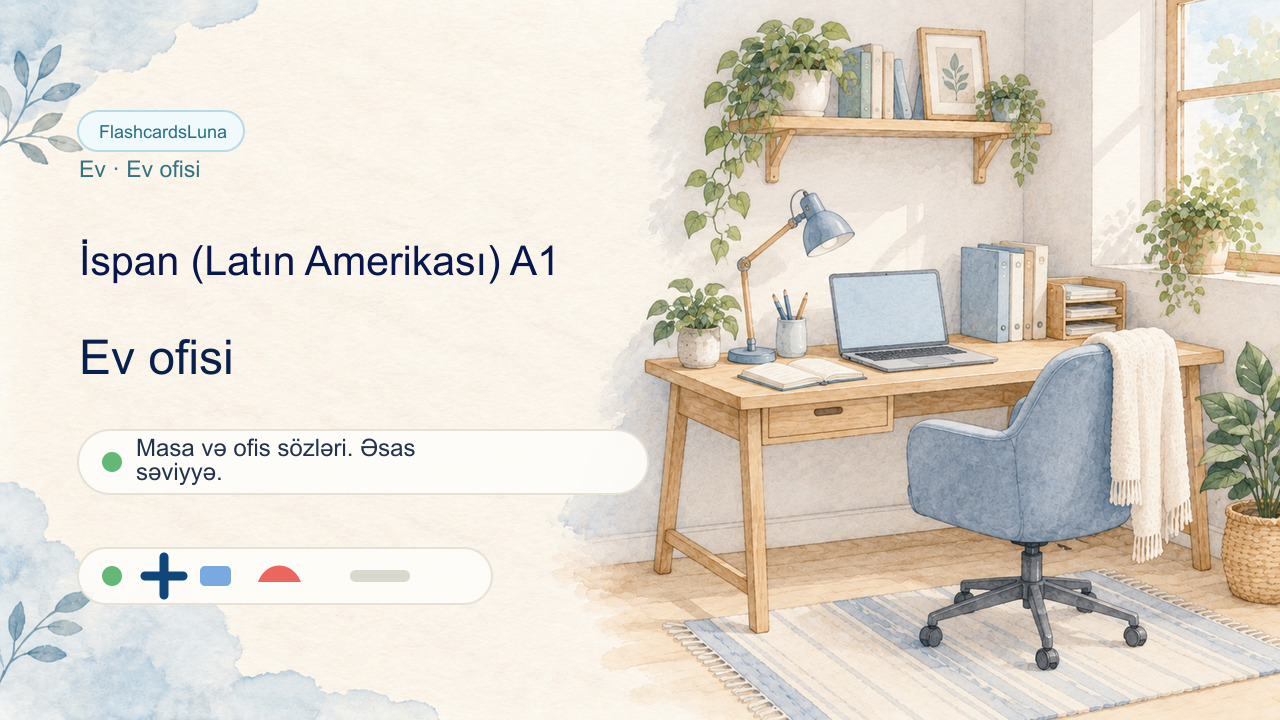 FlashcardsLuna
Ev · Ev ofisi
İspan (Latın Amerikası) A1
Ev ofisi
Masa və ofis sözləri. Əsas
səviyyə.